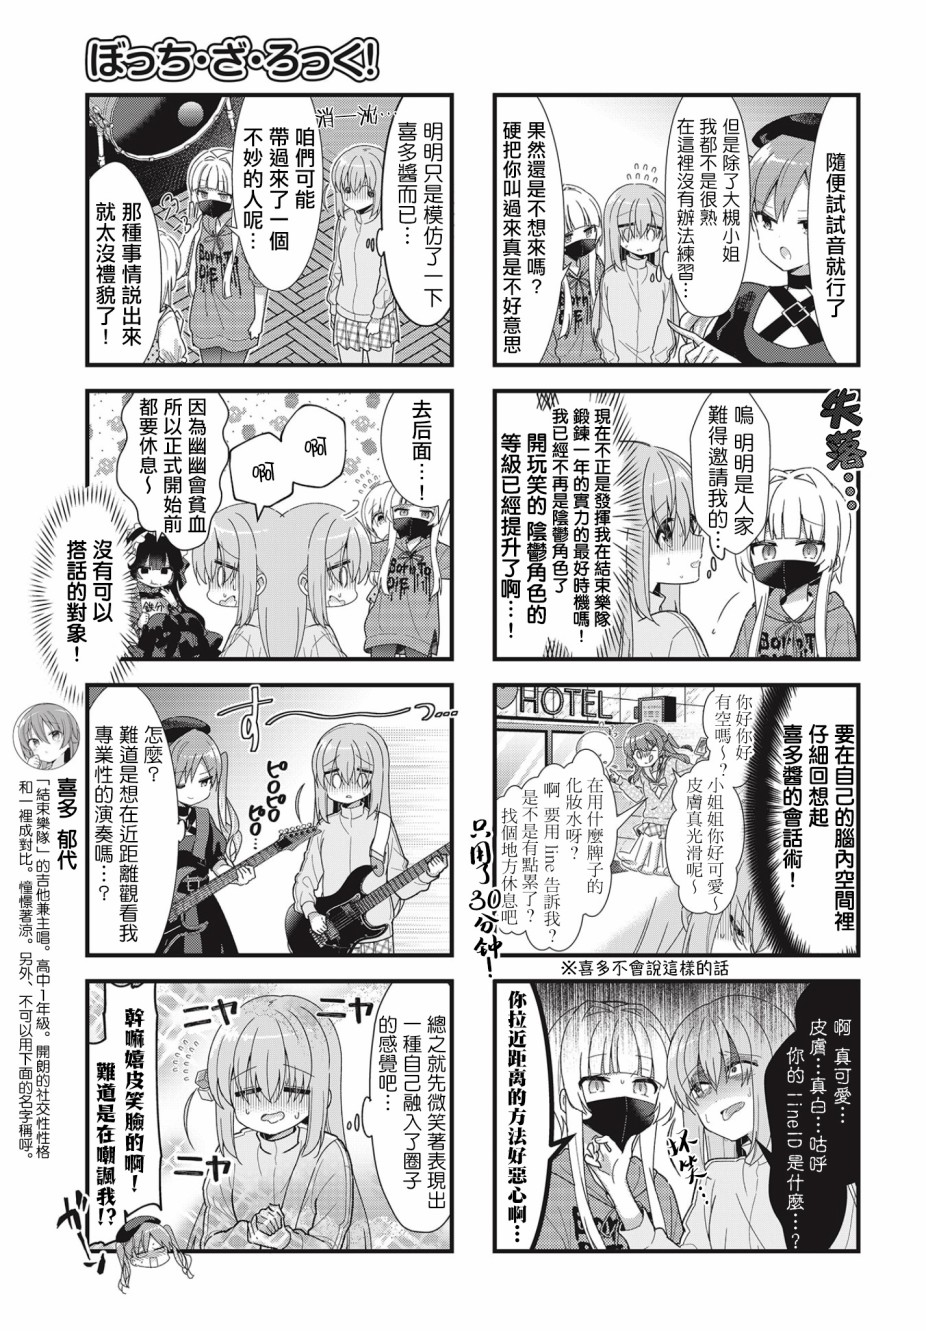 ぼっち・ざ・ろっく!
隨便試試音就行了
但是除了大槻小姐
我都不是很熟
在這裡沒有辦法練習…
果然還是不想來嗎？
硬把你叫過來真是不好意思
失落…
嗚 明明是人家
難得邀請我的
現在不正是發揮我在結束樂隊
鍛鍊一年的實力的最好時機嗎！
我已經不再是陰鬱角色了
開玩笑的 陰鬱角色的
等級已經提升了啊…！
要在自己的腦內空間裡
仔細回想起
喜多醬的會話術！
HOTEL
你好你好
有空嗎～？小姐姐你好可愛～
皮膚真光滑呢～
在用什麼牌子的
化妝水呀？
啊 要用 line 告訴我？
是不是有點累了？
找個地方休息吧
※喜多不會說這樣的話
只用了30分钟！
啊 真可愛…
皮膚…真白…咕呼
你的 lineID 是什麼…？
坏笑…
你拉近距离的方法好惡心啊…
明明只是模仿了一下
喜多醬而已…
消一沉…
咱們可能
帶過來了一個
不妙的人呢…
那種事情說出來
就太沒禮貌了！
BornTo
DiE
去后面…！
啊
啊
因為幽幽會貧血
所以正式開始前
都要休息～
鉄分
沒有可以
搭話的對象！
す～っ…
ピロピロ
ピロ
怎麼？
難道是想在近距離觀看我
專業性的演奏嗎…？
總之就先微笑著表現出
一種自己融入了圈子
的感覺吧…
ニヤ
ニヤ
幹嘛嬉皮笑臉的啊！
難道是在嘲諷我!?
ガーン
喜多 郁代
「結束樂隊」的吉他兼主唱。高中1年級。開朗的社交性性格
和一裡成對比。憧憬著涼。另外、不可以用下面的名字稱呼。